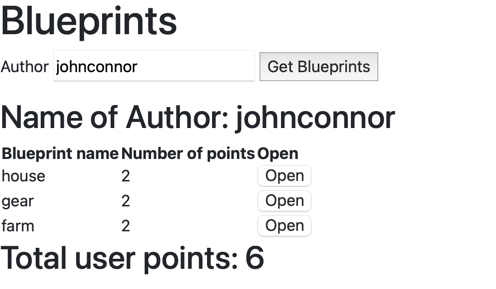 Blueprints
Author johnconnor Get Blueprints
Name of Author: johnconnor
Blueprint name Number of points Open
house 2 Open
gear 2 Open
farm 2 Open
Total user points: 6